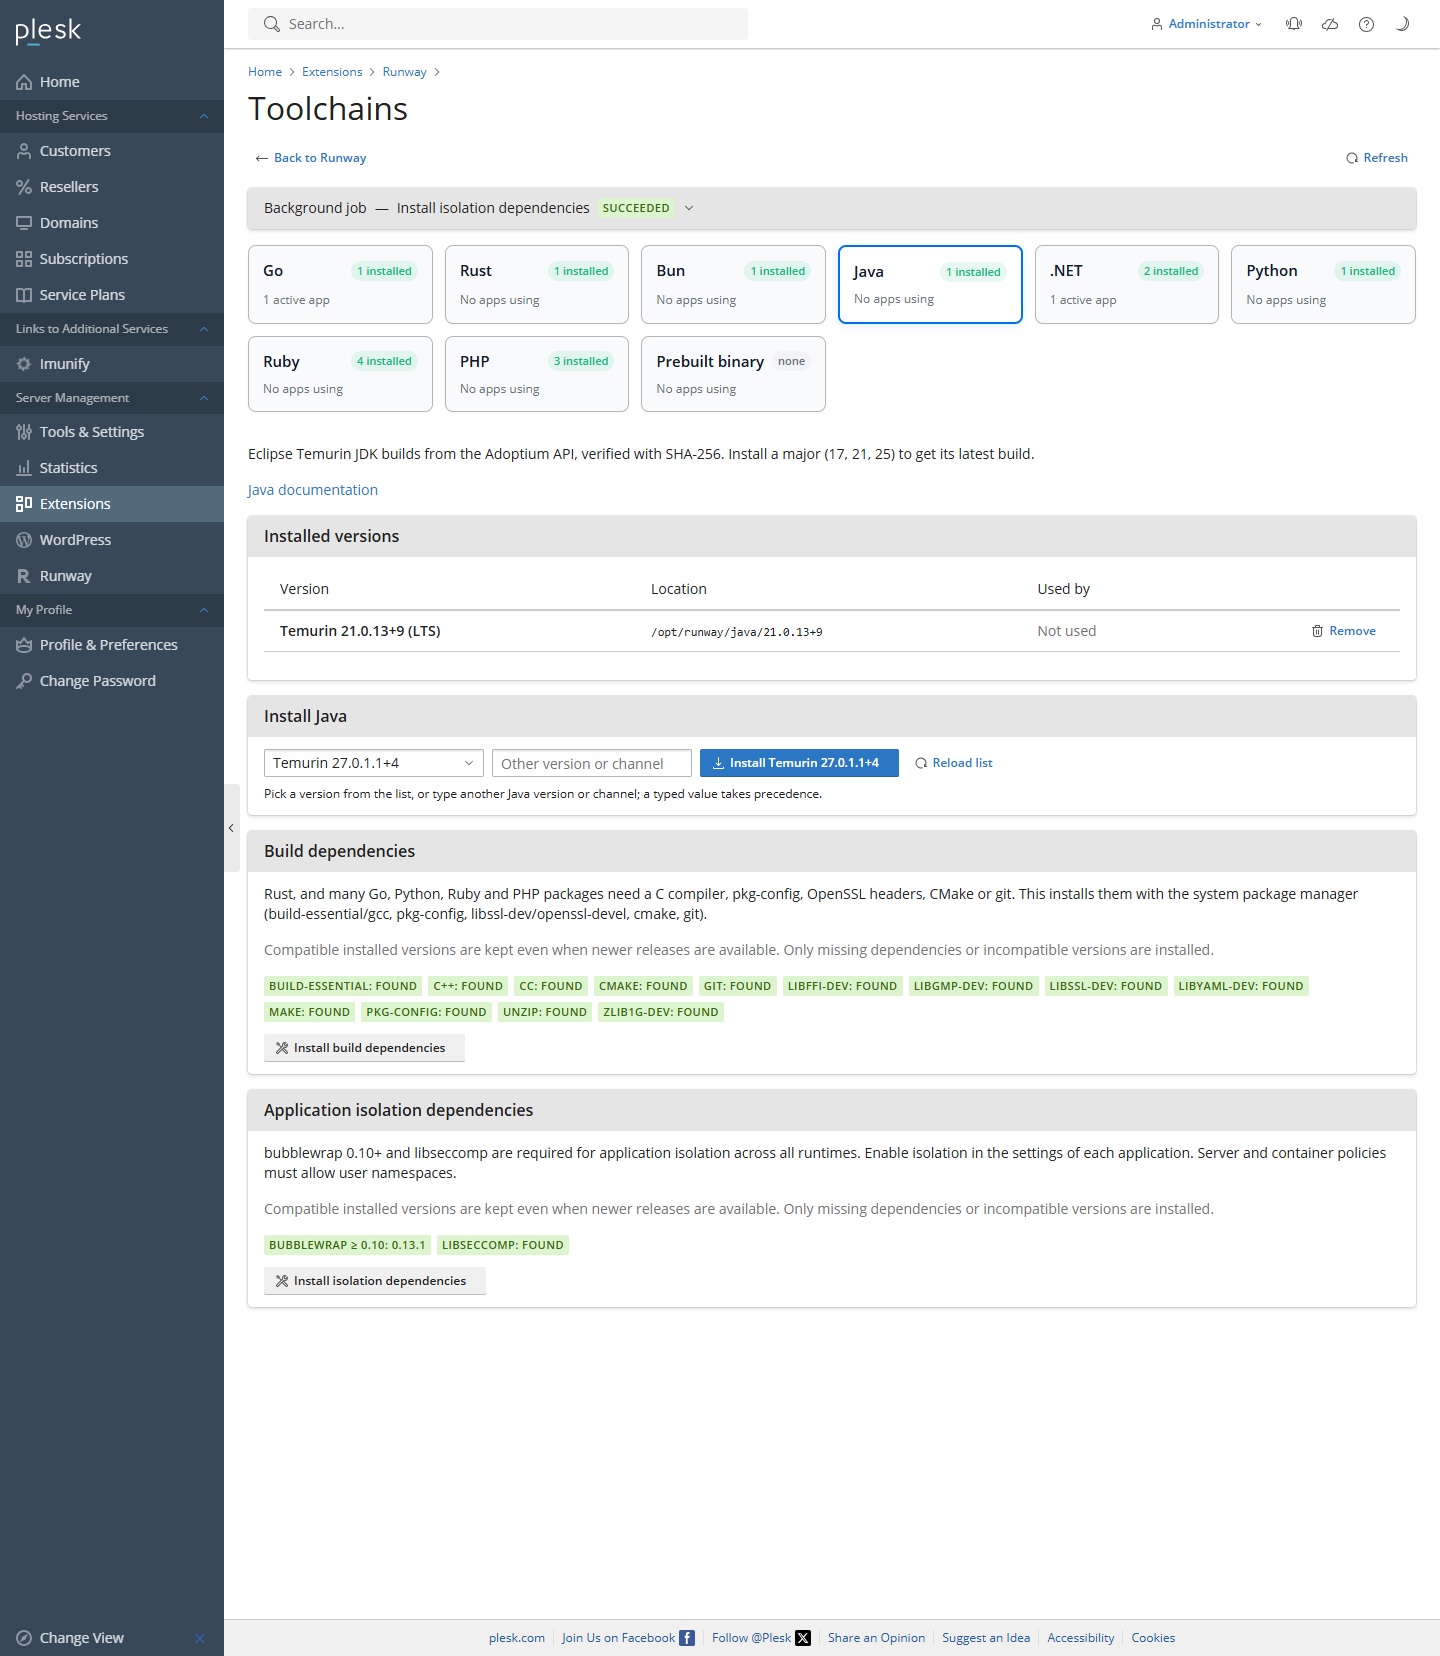 plesk
Search...
Administrator
Home
Hosting Services
Customers
Resellers
Domains
Subscriptions
Service Plans
Links to Additional Services
Imunify
Server Management
Tools & Settings
Statistics
Extensions
WordPress
Runway
My Profile
Profile & Preferences
Change Password
Change View
Home > Extensions > Runway >
Toolchains
← Back to Runway
Refresh
Background job — Install isolation dependencies SUCCEEDED
Go 1 installed
1 active app
Rust 1 installed
No apps using
Bun 1 installed
No apps using
Java 1 installed
No apps using
.NET 2 installed
1 active app
Python 1 installed
No apps using
Ruby 4 installed
No apps using
PHP 3 installed
No apps using
Prebuilt binary none
No apps using
Eclipse Temurin JDK builds from the Adoptium API, verified with SHA-256. Install a major (17, 21, 25) to get its latest build.
Java documentation
Installed versions
Version Location Used by
Temurin 21.0.13+9 (LTS) /opt/runway/java/21.0.13+9 Not used Remove
Install Java
Temurin 27.0.1.1+4 Other version or channel Install Temurin 27.0.1.1+4 Reload list
Pick a version from the list, or type another Java version or channel; a typed value takes precedence.
Build dependencies
Rust, and many Go, Python, Ruby and PHP packages need a C compiler, pkg-config, OpenSSL headers, CMake or git. This installs them with the system package manager
(build-essential/gcc, pkg-config, libssl-dev/openssl-devel, cmake, git).
Compatible installed versions are kept even when newer releases are available. Only missing dependencies or incompatible versions are installed.
BUILD-ESSENTIAL: FOUND C++: FOUND CC: FOUND CMAKE: FOUND GIT: FOUND LIBFFI-DEV: FOUND LIBGMP-DEV: FOUND LIBSSL-DEV: FOUND LIBYAML-DEV: FOUND
MAKE: FOUND PKG-CONFIG: FOUND UNZIP: FOUND ZLIB1G-DEV: FOUND
Install build dependencies
Application isolation dependencies
bubblewrap 0.10+ and libseccomp are required for application isolation across all runtimes. Enable isolation in the settings of each application. Server and container policies
must allow user namespaces.
Compatible installed versions are kept even when newer releases are available. Only missing dependencies or incompatible versions are installed.
BUBBLEWRAP ≥ 0.10: 0.13.1 LIBSECCOMP: FOUND
Install isolation dependencies
plesk.com Join Us on Facebook Follow @Plesk Share an Opinion Suggest an Idea Accessibility Cookies